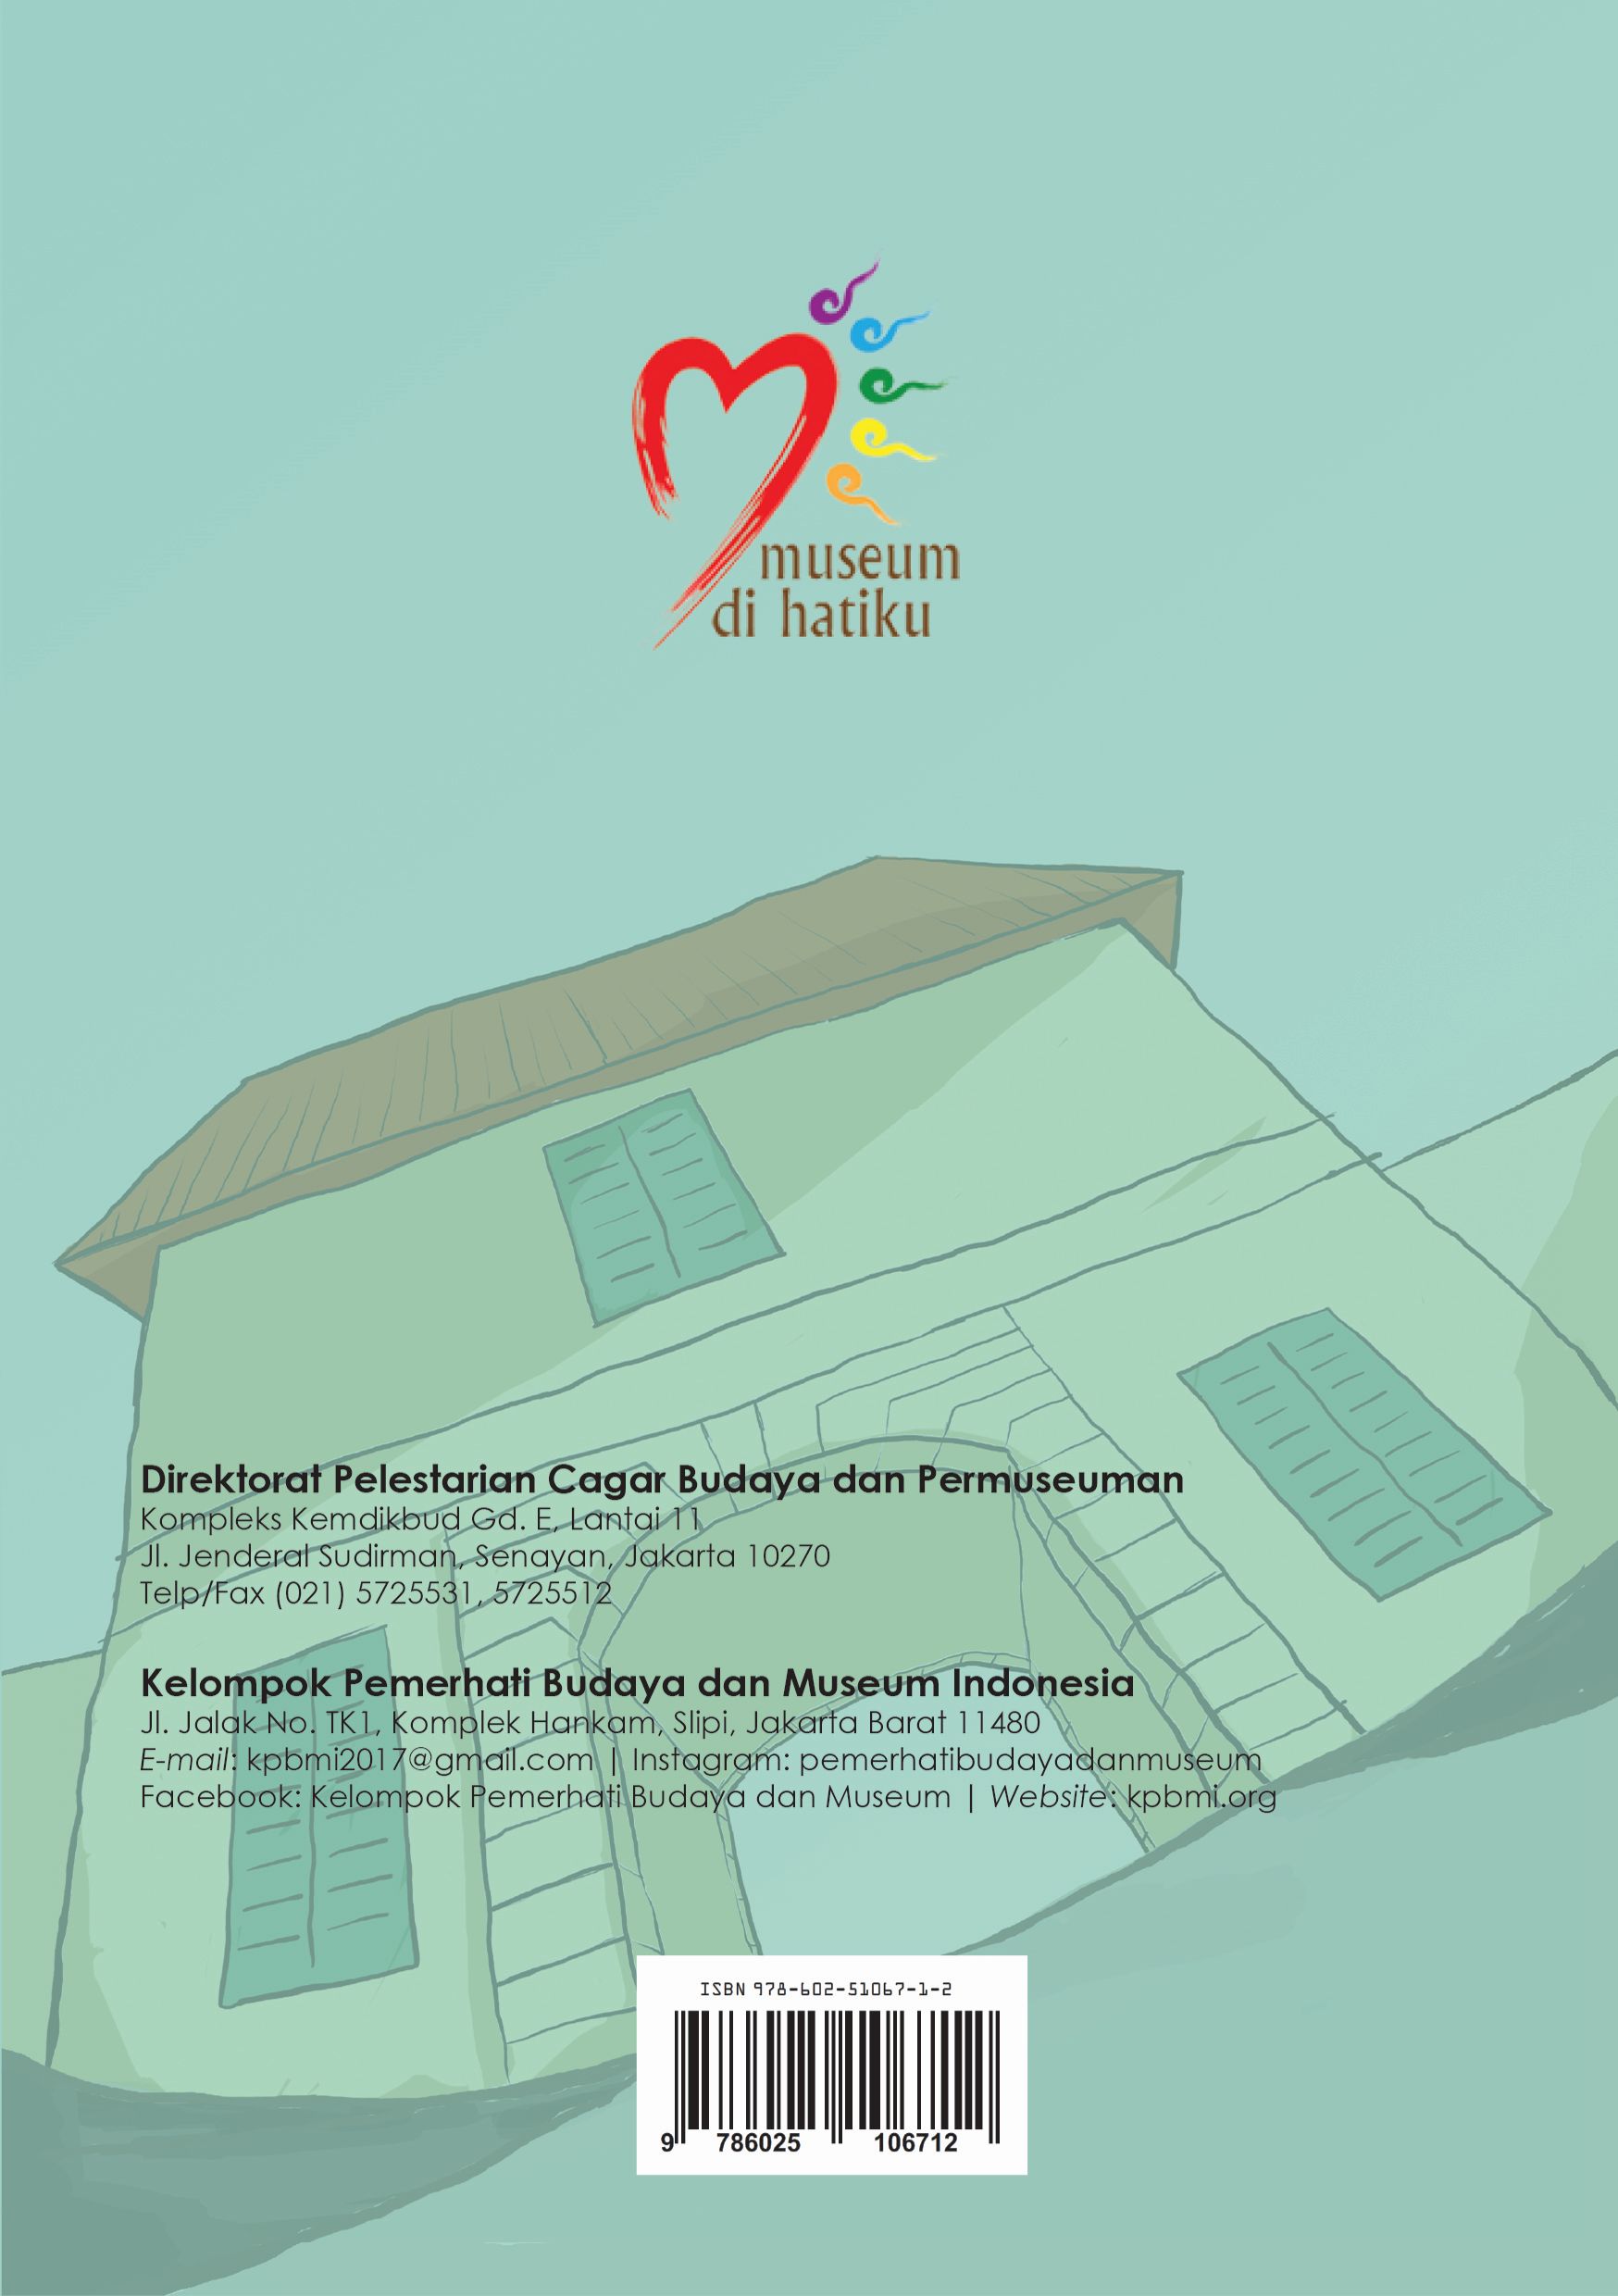 museum
di hatiku
Direktorat Pelestarian Cagar Budaya dan Permuseuman
Kompleks Kemdikbud Gd. E, Lantai 11
Jl. Jenderal Sudirman, Senayan, Jakarta 10270
Telp/Fax (021) 5725531, 5725512
Kelompok Pemerhati Budaya dan Museum Indonesia
Jl. Jalak No. TK1, Komplek Hankam, Slipi, Jakarta Barat 11480
E-mail: kpbmi2017@gmail.com | Instagram: pemerhatibudayadanmuseum
Facebook: Kelompok Pemerhati Budaya dan Museum | Website: kpbmi.org
ISBN 978-602-51067-1-2
9 786025 106712